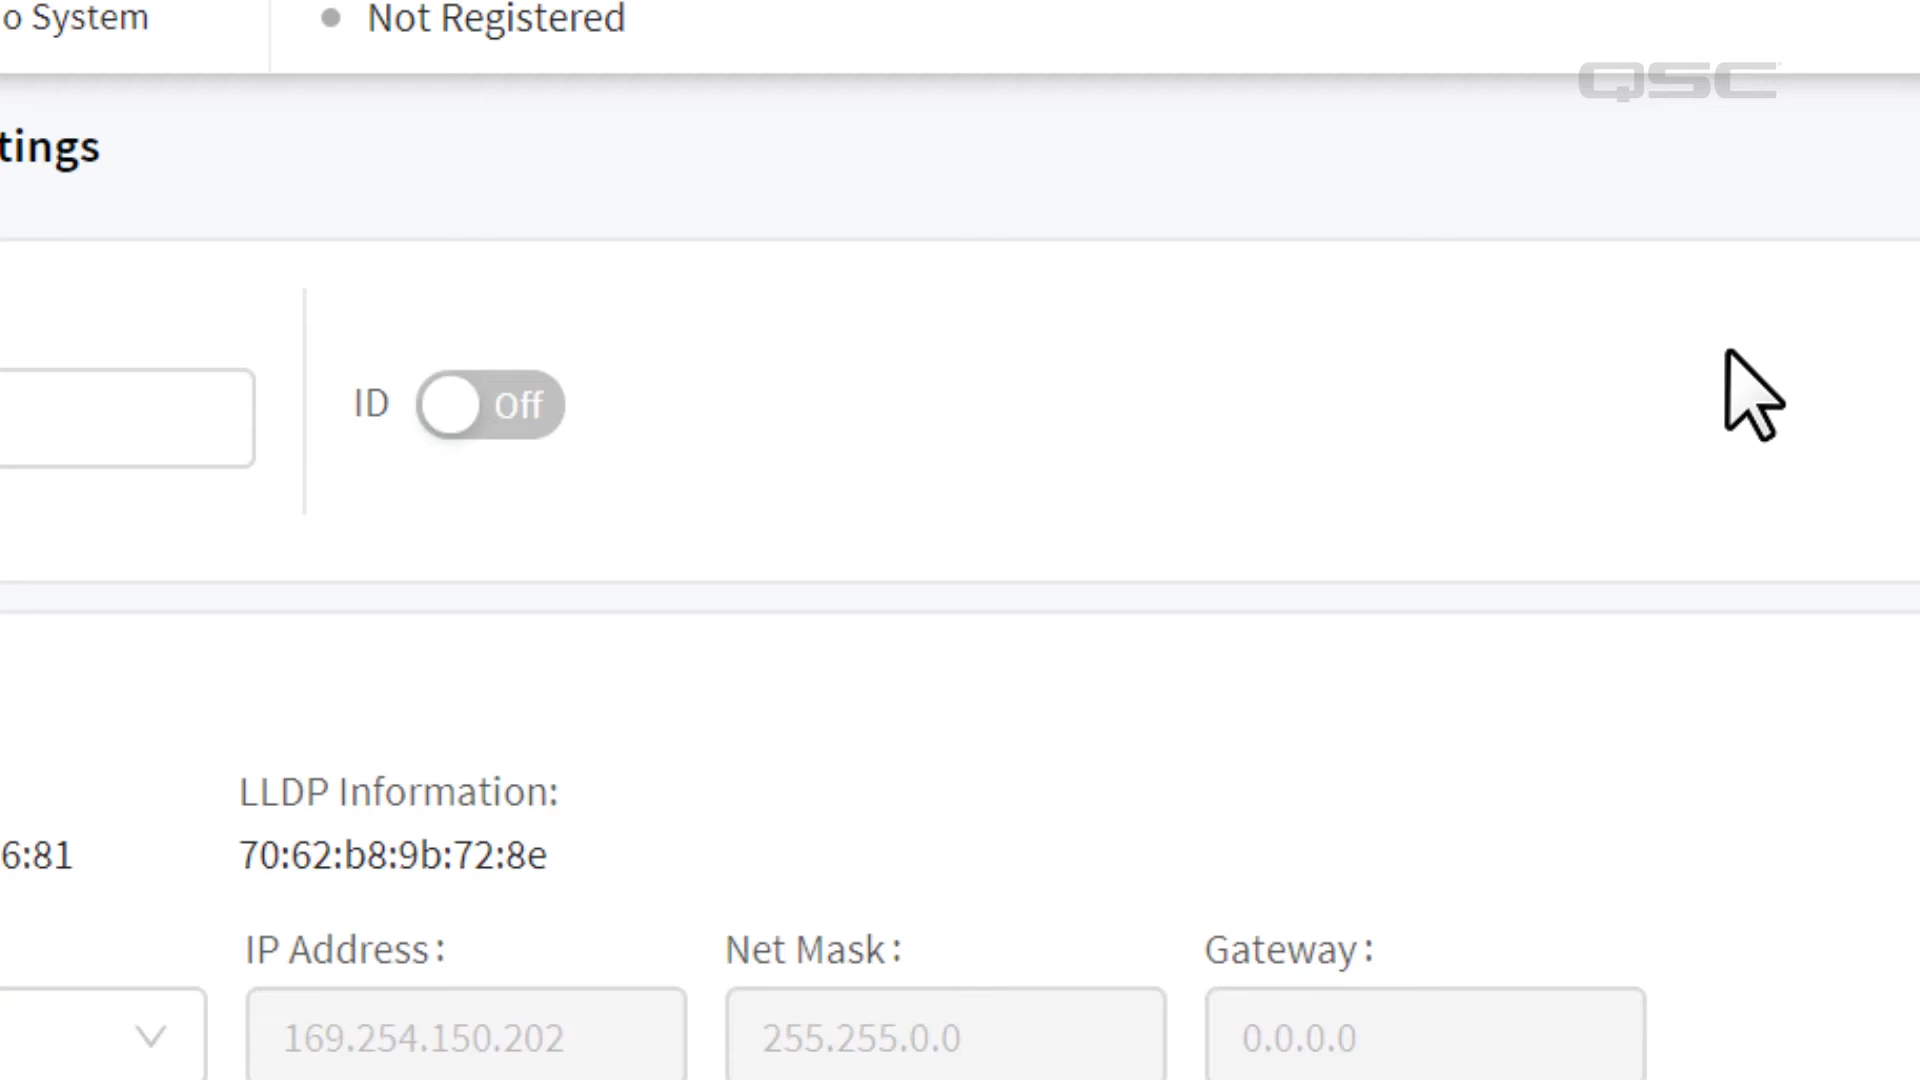 o System
Not Registered
QSC
tings
ID
Off
LLDP Information:
6:81
70:62:b8:9b:72:8e
IP Address:
Net Mask:
Gateway:
169.254.150.202
255.255.0.0
0.0.0.0